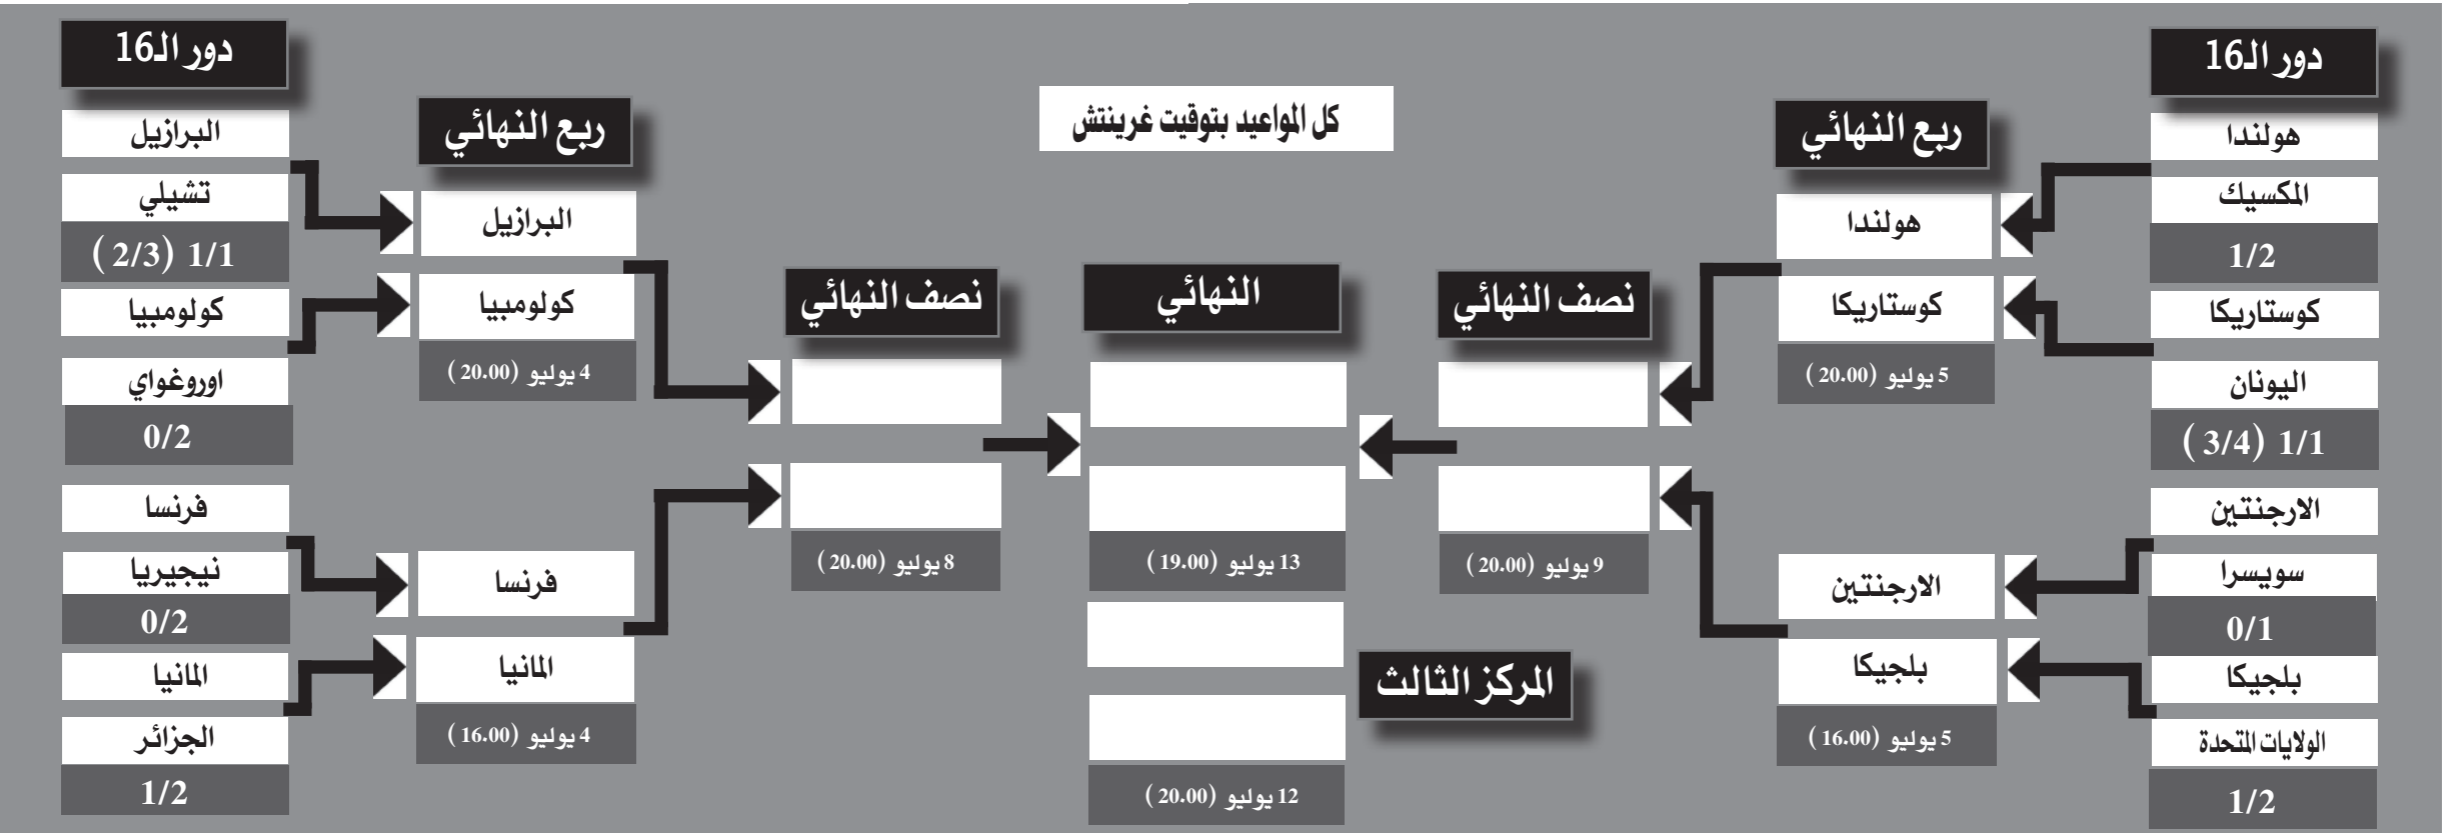 دور الـ16
هولندا
المكسيك
1/2
كوستاريكا
اليونان
1/1 (3/4)
الارجنتين
سويسرا
0/1
بلجيكا
الولايات المتحدة
1/2
ربع النهائي
هولندا
كوستاريكا
5 يوليو (20.00)
الارجنتين
بلجيكا
5 يوليو (16.00)
نصف النهائي
9 يوليو (20.00)
كل المواعيد بتوقيت غرينتش
النهائي
13 يوليو (19.00)
المركز الثالث
12 يوليو (20.00)
نصف النهائي
8 يوليو (20.00)
ربع النهائي
البرازيل
كولومبيا
4 يوليو (20.00)
فرنسا
المانيا
4 يوليو (16.00)
دور الـ16
البرازيل
تشيلي
1/1 (2/3)
كولومبيا
اوروغواي
0/2
فرنسا
نيجيريا
0/2
المانيا
الجزائر
1/2